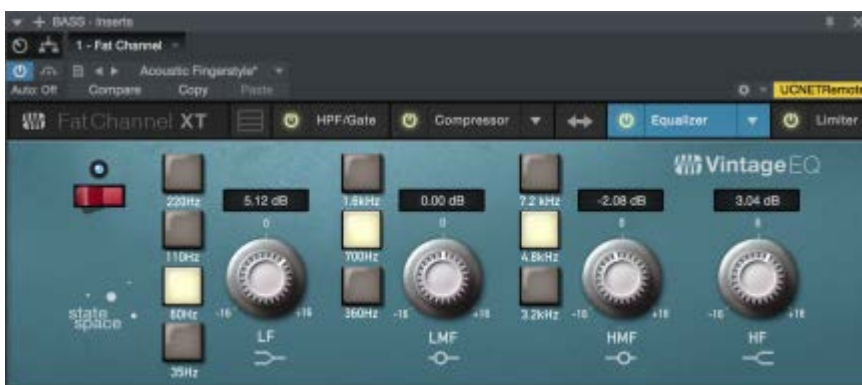 BASS - Inserts
1 - Fat Channel
Acoustic Fingerstyle*
Auto: Off Compare Copy Paste
UCNETRemote
FatChannel XT HPF/Gate Compressor Equalizer Limiter
VintageEQ
220Hz 5.12 dB 1.6kHz 0.00 dB 7.2 kHz -2.08 dB 3.04 dB
0 0 0 0
110Hz 700Hz 4.8kHz
state space
60Hz -16 +16 360Hz -16 +16 3.2kHz -16 +16 -16 +16
LF LMF HMF HF
35Hz